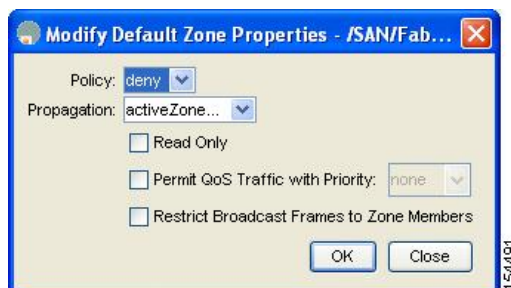 Modify Default Zone Properties - /SAN/Fab...
Policy: deny
Propagation: activeZone...
Read Only
Permit QoS Traffic with Priority: none
Restrict Broadcast Frames to Zone Members
OK Close
154491